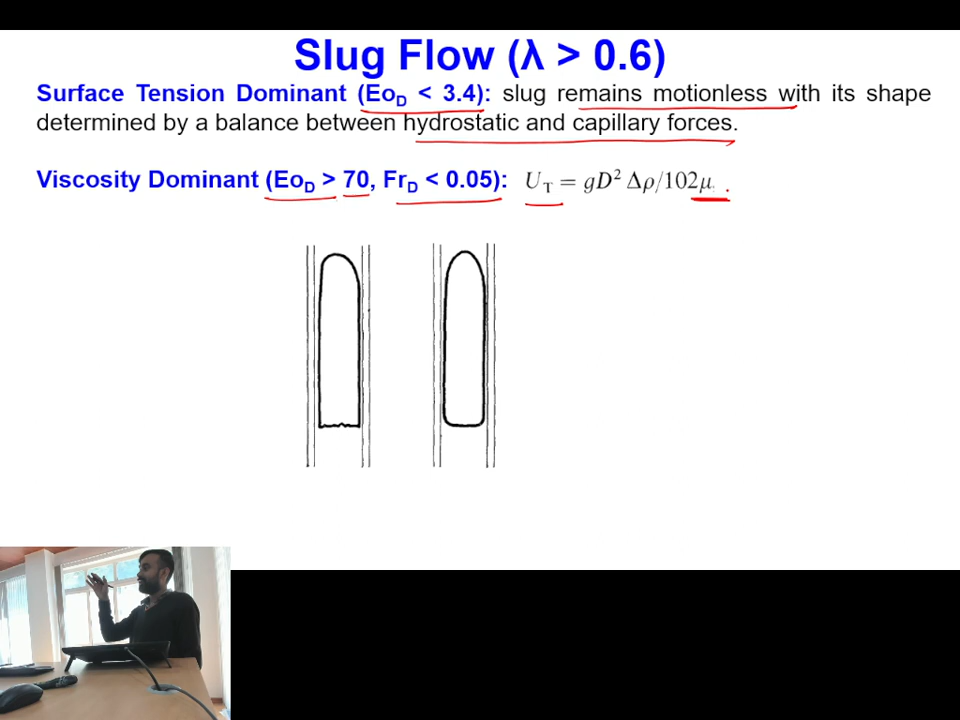 Slug Flow (λ > 0.6)
Surface Tension Dominant (Eo_D < 3.4): slug remains motionless with its shape
determined by a balance between hydrostatic and capillary forces.
Viscosity Dominant (Eo_D > 70, Fr_D < 0.05): U_T = gD² Δρ/102μ.